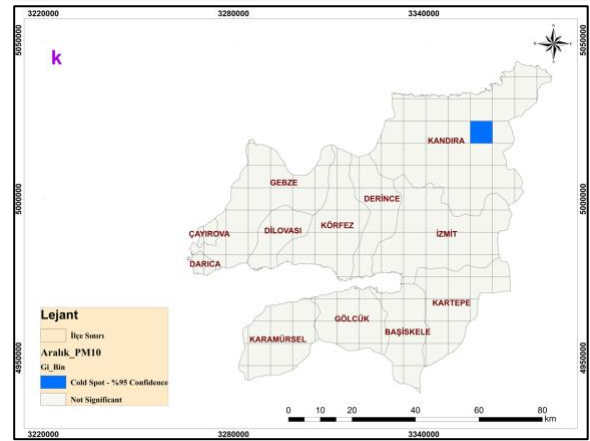 3220000 3280000 3340000
5050000 5050000
k
KANDIRA
GEBZE
DERİNCE
ÇAYIROVA DİLOVASI KÖRFEZ İZMİT
5000000 5000000
DARICA
KARTEPE
GÖLCÜK
BAŞİSKELE
KARAMÜRSEL
4950000 4950000
Lejant
İlçe Sınırı
Aralık_PM10
Gi_Bin
Cold Spot - %95 Confidence
Not Significant
0 10 20 40 60 80
km
3220000 3280000 3340000